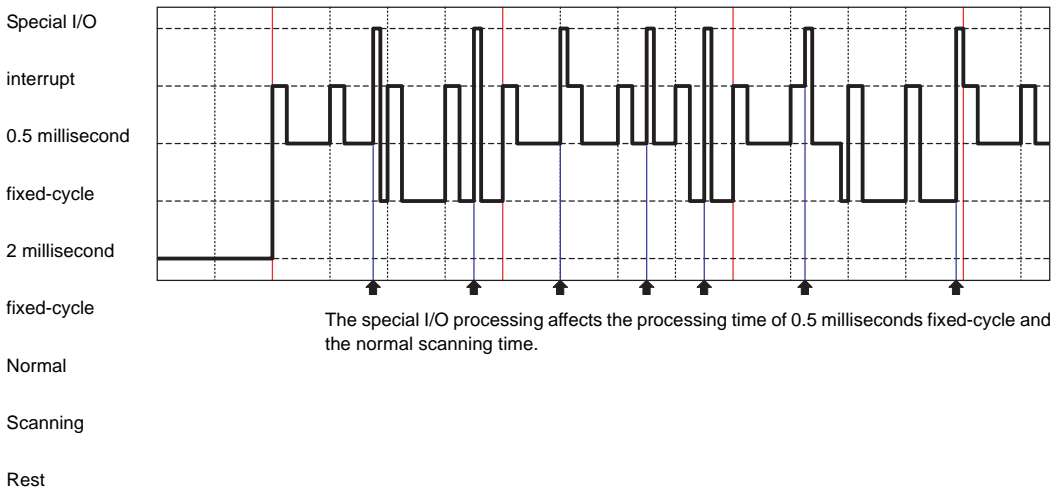 Special I/O
interrupt
0.5 millisecond
fixed-cycle
2 millisecond
fixed-cycle
The special I/O processing affects the processing time of 0.5 milliseconds fixed-cycle and
the normal scanning time.
Normal
Scanning
Rest